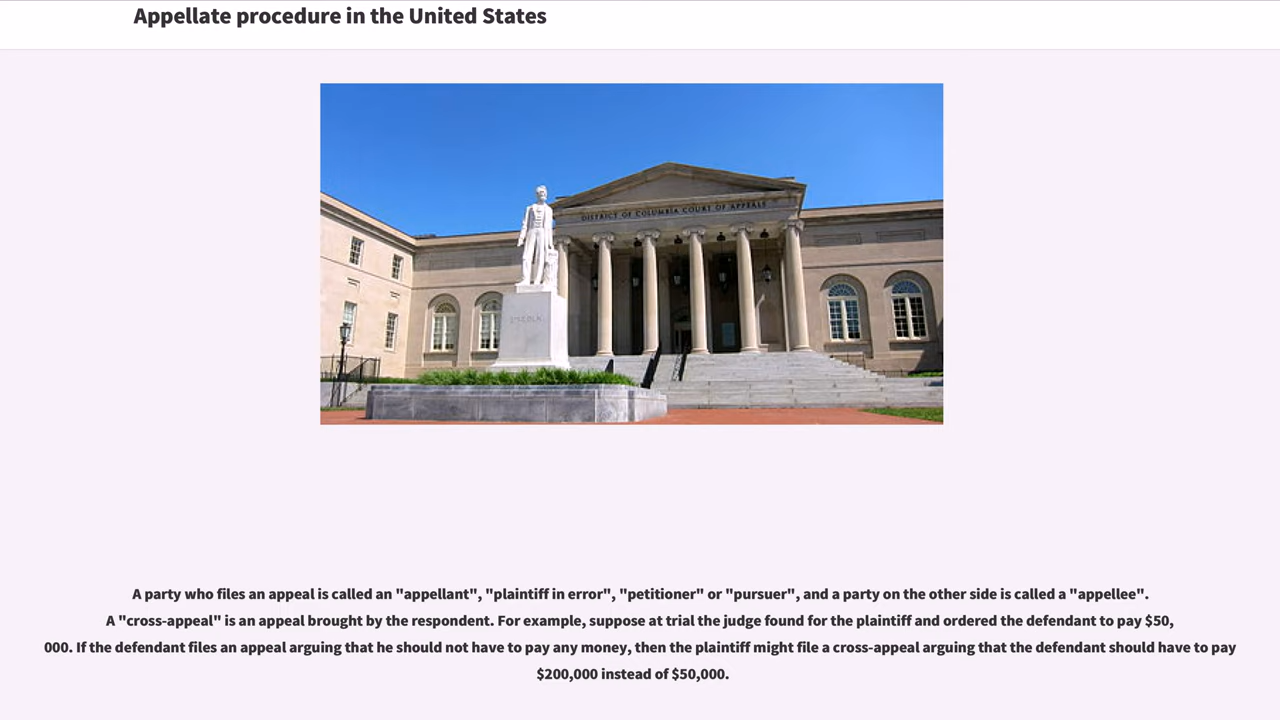 Appellate procedure in the United States
DISTRICT OF COLUMBIA COURT OF APPEALS
LINCOLN
A party who files an appeal is called an "appellant", "plaintiff in error", "petitioner" or "pursuer", and a party on the other side is called a "appellee".
A "cross-appeal" is an appeal brought by the respondent. For example, suppose at trial the judge found for the plaintiff and ordered the defendant to pay $50,
000. If the defendant files an appeal arguing that he should not have to pay any money, then the plaintiff might file a cross-appeal arguing that the defendant should have to pay
$200,000 instead of $50,000.